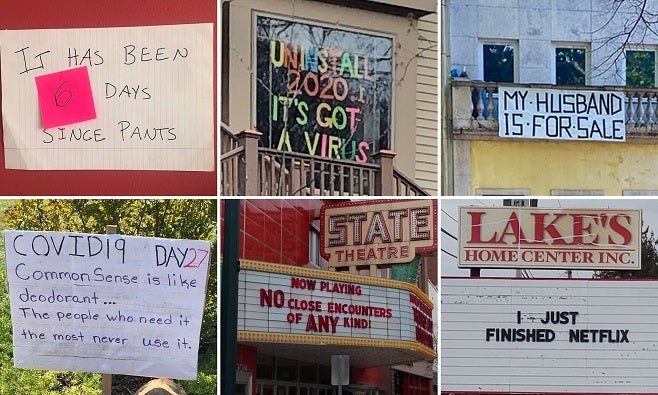 IT HAS BEEN
6 DAYS
SINCE PANTS
UNINSTALL
2020
IT'S GOT
A VIRUS
MY·HUSBAND
IS·FOR·SALE
COVID19 DAY 27
Common Sense is like
deodorant...
The people who need it
the most never use it.
STATE
THEATRE
NOW PLAYING
NO CLOSE ENCOUNTERS
OF ANY KIND!
LAKE'S
HOME CENTER INC.
I JUST
FINISHED NETFLIX